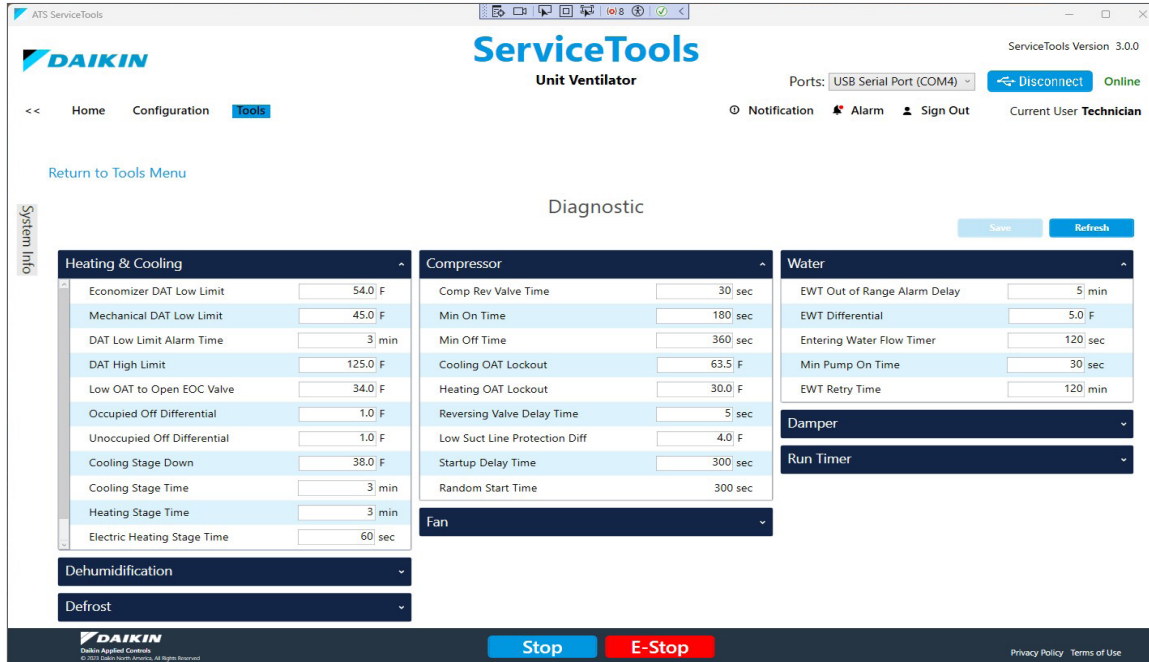 ATS ServiceTools
8
DAIKIN
ServiceTools
ServiceTools Version 3.0.0
Unit Ventilator
Ports: USB Serial Port (COM4)
Disconnect
Online
<< Home Configuration Tools
Notification Alarm Sign Out Current User Technician
Return to Tools Menu
System Info
Diagnostic
Save Refresh
Heating & Cooling
Economizer DAT Low Limit 54.0 F
Mechanical DAT Low Limit 45.0 F
DAT Low Limit Alarm Time 3 min
DAT High Limit 125.0 F
Low OAT to Open EOC Valve 34.0 F
Occupied Off Differential 1.0 F
Unoccupied Off Differential 1.0 F
Cooling Stage Down 38.0 F
Cooling Stage Time 3 min
Heating Stage Time 3 min
Electric Heating Stage Time 60 sec
Dehumidification
Defrost
Compressor
Comp Rev Valve Time 30 sec
Min On Time 180 sec
Min Off Time 360 sec
Cooling OAT Lockout 63.5 F
Heating OAT Lockout 30.0 F
Reversing Valve Delay Time 5 sec
Low Suct Line Protection Diff 4.0 F
Startup Delay Time 300 sec
Random Start Time 300 sec
Fan
Water
EWT Out of Range Alarm Delay 5 min
EWT Differential 5.0 F
Entering Water Flow Timer 120 sec
Min Pump On Time 30 sec
EWT Retry Time 120 min
Damper
Run Timer
DAIKIN
Daikin Applied Controls
© 2023 Daikin North America, All Rights Reserved
Stop E-Stop
Privacy Policy Terms of Use